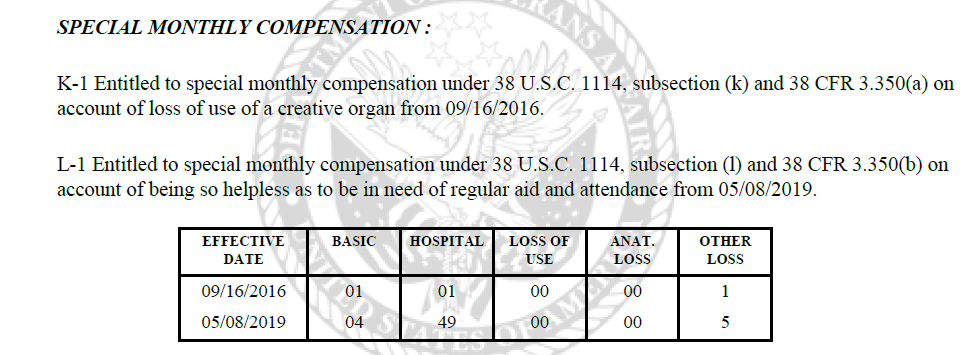 SPECIAL MONTHLY COMPENSATION :
K-1 Entitled to special monthly compensation under 38 U.S.C. 1114, subsection (k) and 38 CFR 3.350(a) on
account of loss of use of a creative organ from 09/16/2016.
L-1 Entitled to special monthly compensation under 38 U.S.C. 1114, subsection (l) and 38 CFR 3.350(b) on
account of being so helpless as to be in need of regular aid and attendance from 05/08/2019.
EFFECTIVE DATE BASIC HOSPITAL LOSS OF USE ANAT. LOSS OTHER LOSS
09/16/2016 01 01 00 00 1
05/08/2019 04 49 00 00 5